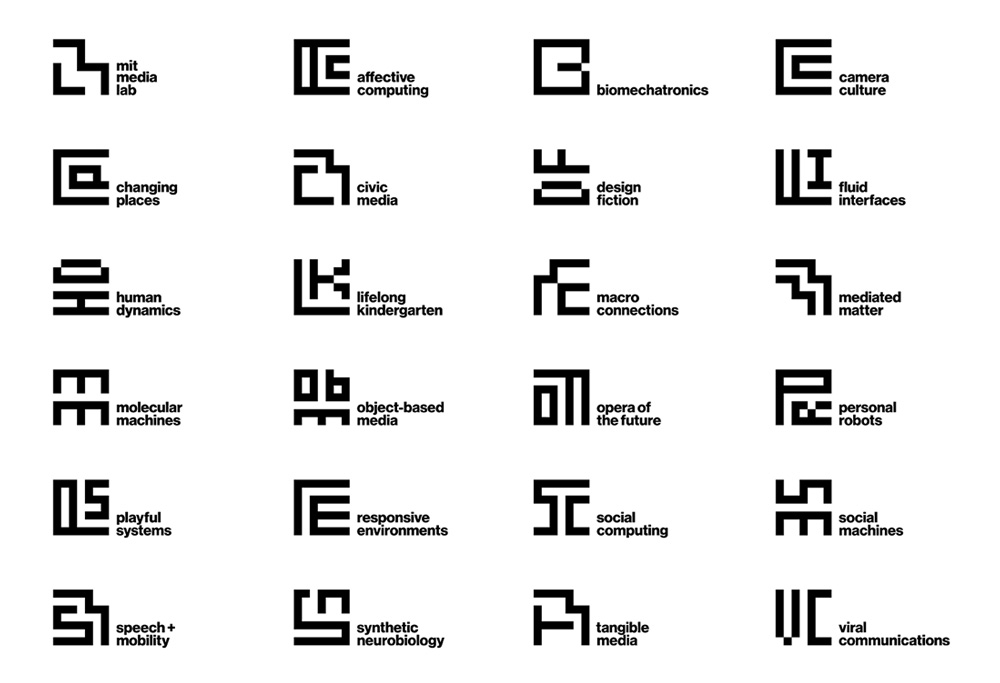 mit
media
lab
affective
computing
biomechatronics
camera
culture
changing
places
civic
media
design
fiction
fluid
interfaces
human
dynamics
lifelong
kindergarten
macro
connections
mediated
matter
molecular
machines
object-based
media
opera of
the future
personal
robots
playful
systems
responsive
environments
social
computing
social
machines
speech +
mobility
synthetic
neurobiology
tangible
media
viral
communications